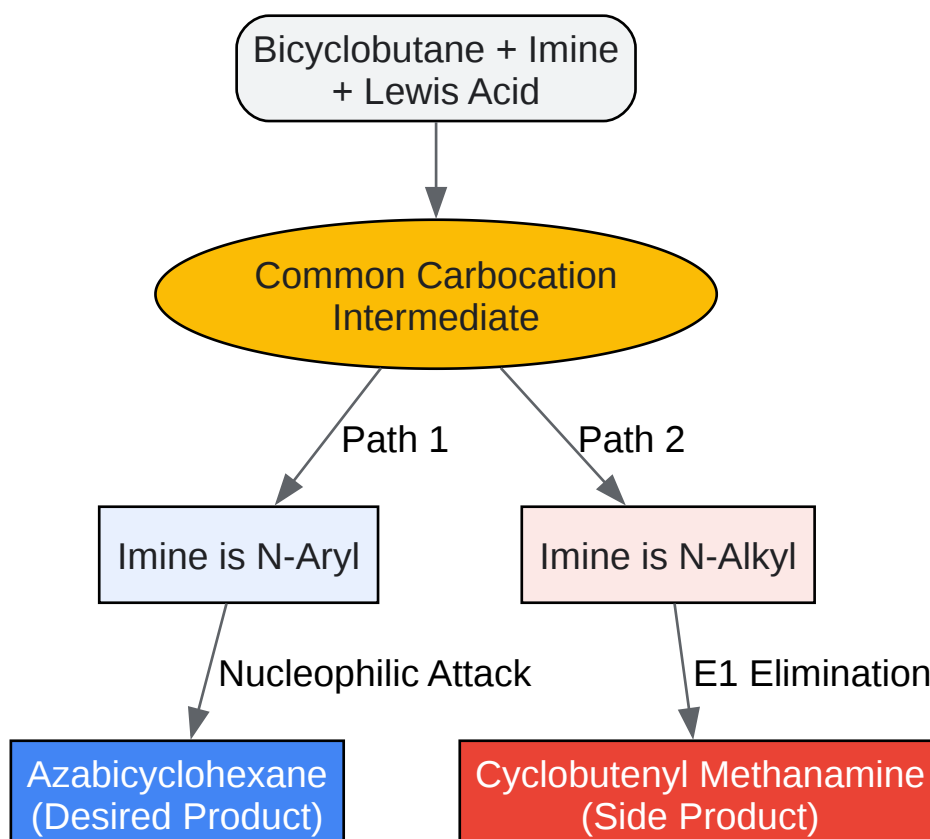 Bicyclobutane + Imine
+ Lewis Acid
Common Carbocation
Intermediate
Path 1
Path 2
Imine is N-Aryl
Imine is N-Alkyl
Nucleophilic Attack
E1 Elimination
Azabicyclohexane
(Desired Product)
Cyclobutenyl Methanamine
(Side Product)